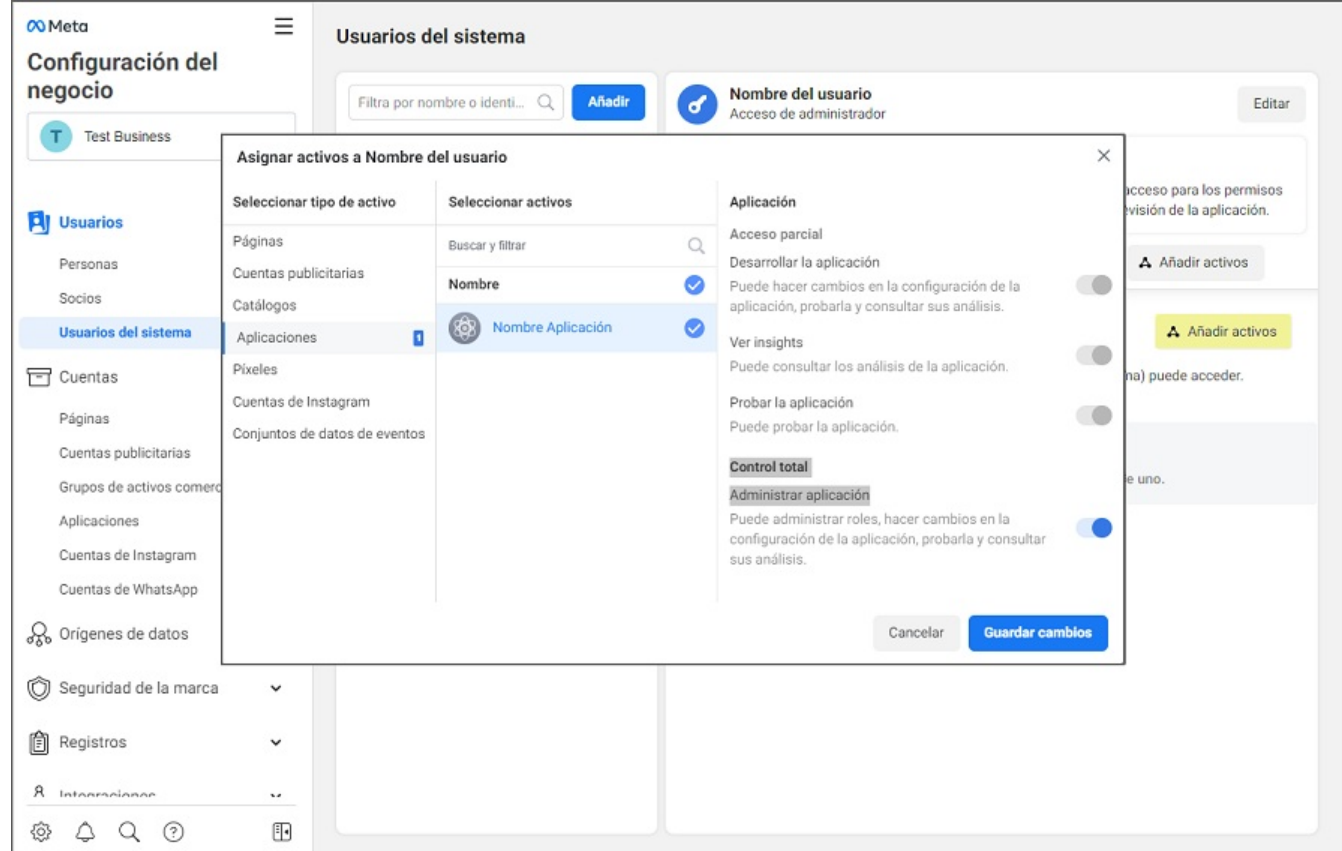 Meta
Configuración del
negocio
T Test Business
Usuarios
Personas
Socios
Usuarios del sistema
Cuentas
Páginas
Cuentas publicitarias
Grupos de activos comerc
Aplicaciones
Cuentas de Instagram
Cuentas de WhatsApp
Orígenes de datos
Seguridad de la marca
Registros
Integraciones
Usuarios del sistema
Filtra por nombre o identi...
Añadir
Nombre del usuario
Acceso de administrador
Editar
acceso para los permisos
evisión de la aplicación.
Añadir activos
Añadir activos
ma) puede acceder.
de uno.
Asignar activos a Nombre del usuario
Seleccionar tipo de activo
Páginas
Cuentas publicitarias
Catálogos
Aplicaciones 1
Píxeles
Cuentas de Instagram
Conjuntos de datos de eventos
Seleccionar activos
Buscar y filtrar
Nombre
Nombre Aplicación
Aplicación
Acceso parcial
Desarrollar la aplicación
Puede hacer cambios en la configuración de la
aplicación, probarla y consultar sus análisis.
Ver insights
Puede consultar los análisis de la aplicación.
Probar la aplicación
Puede probar la aplicación.
Control total
Administrar aplicación
Puede administrar roles, hacer cambios en la
configuración de la aplicación, probarla y consultar
sus análisis.
Cancelar
Guardar cambios